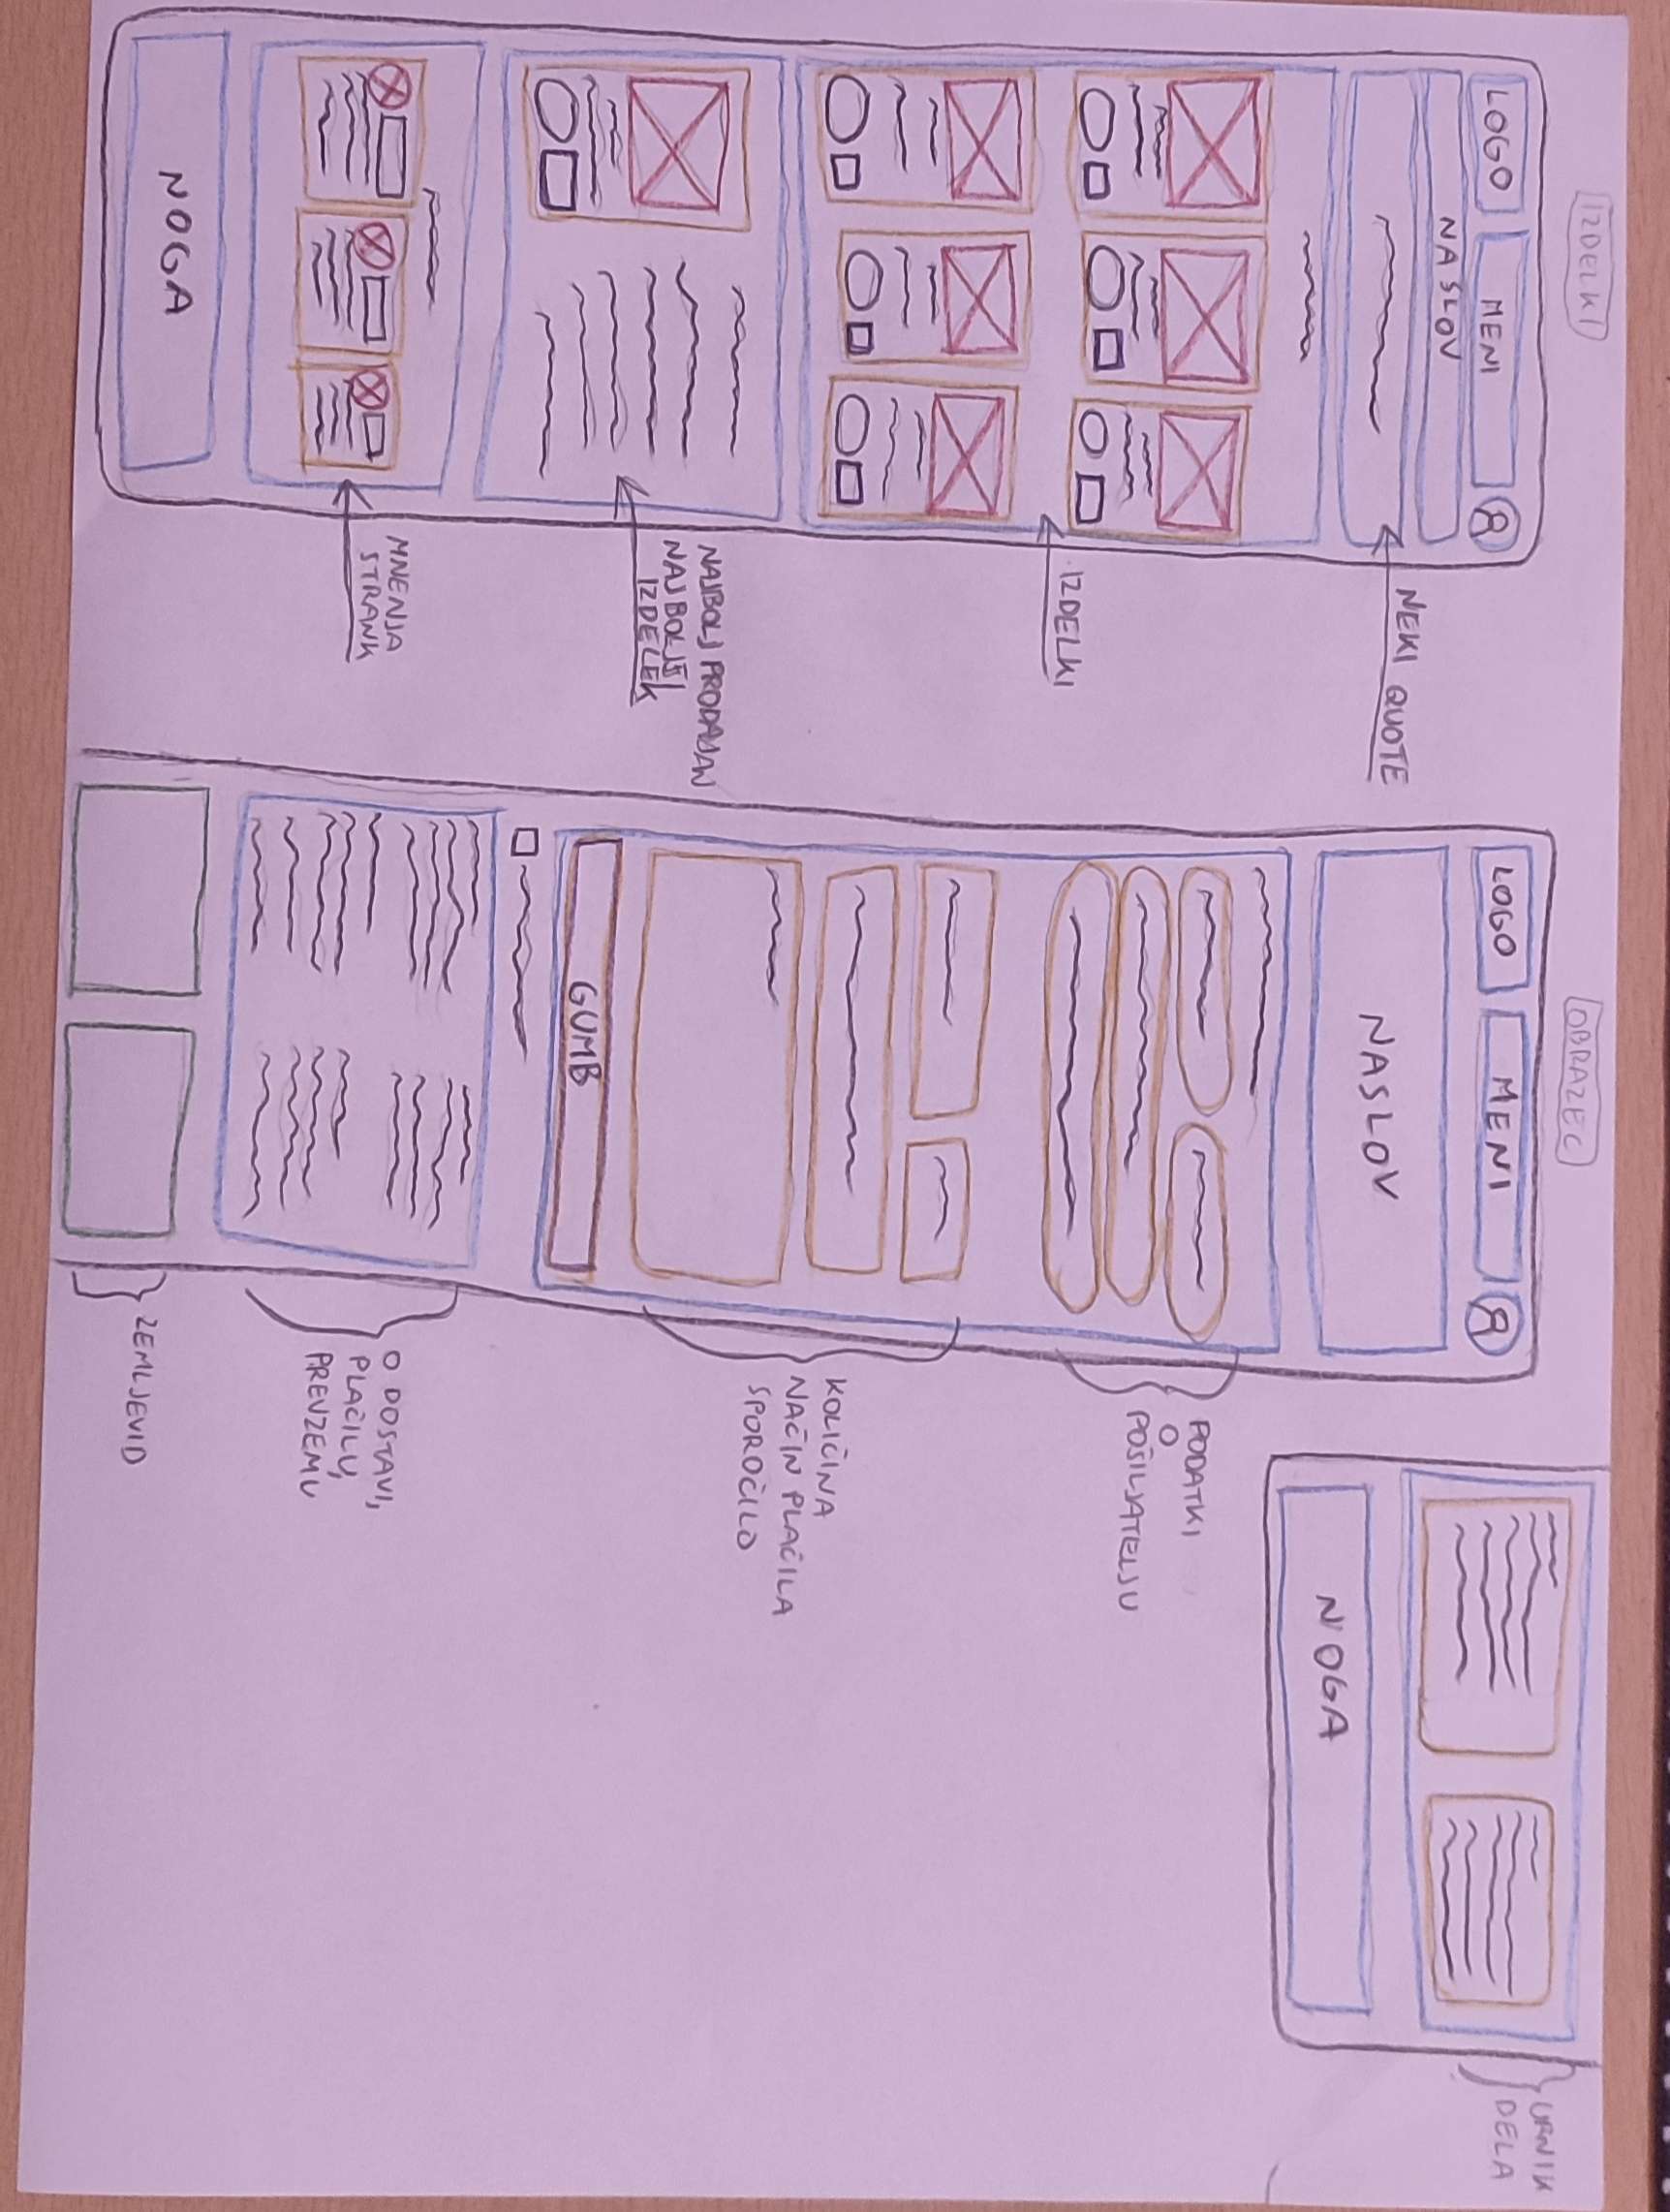 IZDELKI
LOGO
MENI
NASLOV
NEKI QUOTE
IZDELKI
NAJBOLJ PRODAJAN
NAJBOLJŠI
IZDELEK
MNENJA
STRANK
NOGA
OBRAZEC
LOGO
MENI
NASLOV
PODATKI
O
POŠILJATELJU
KOLIČINA
NAČIN PLAČILA
SPOROČILO
GUMB
O DOSTAVI,
PLAČILU,
PREVZEMU
ZEMLJEVID
URNIK
DELA
NOGA